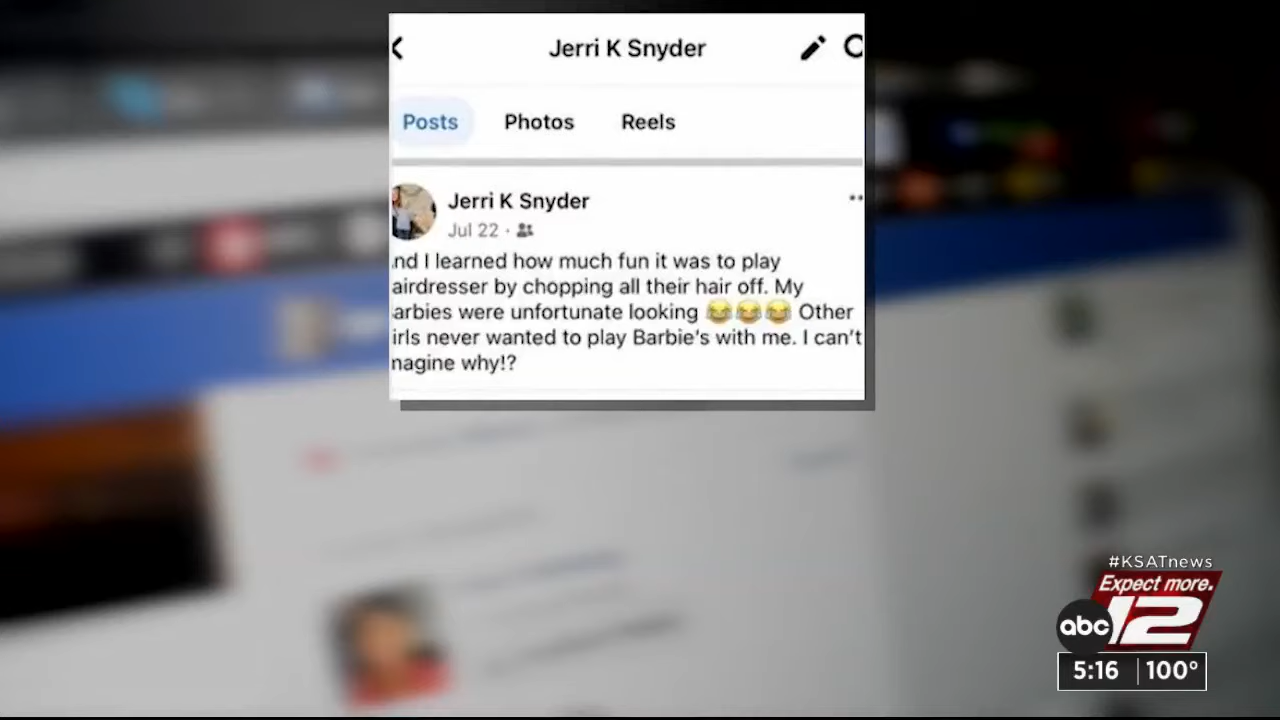 Jerri K Snyder
Posts Photos Reels
Jerri K Snyder
Jul 22 ·
nd I learned how much fun it was to play
airdresser by chopping all their hair off. My
arbies were unfortunate looking 😂😂😂 Other
irls never wanted to play Barbie's with me. I can't
nagine why!?
#KSATnews
Expect more.
abc 12
5:16 100°